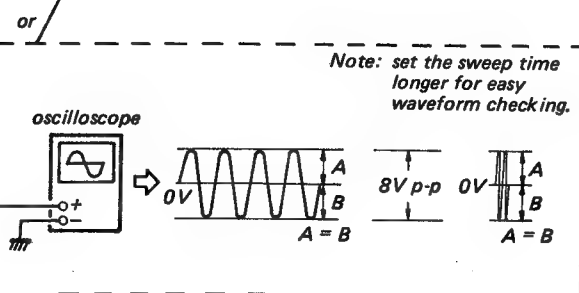 or
Note: set the sweep time
longer for easy
waveform checking.
oscilloscope
0V
A
B
A = B
8V p-p
0V
A
B
A = B
+
−